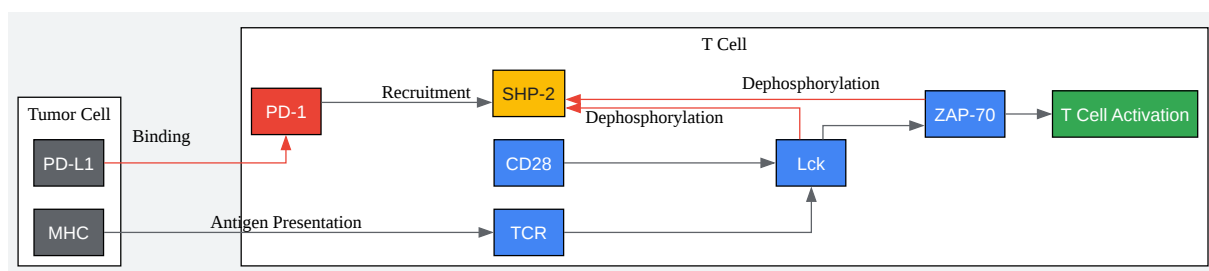 T Cell
Tumor Cell
PD-L1
MHC
Binding
Antigen Presentation
PD-1
Recruitment
SHP-2
Dephosphorylation
Dephosphorylation
CD28
TCR
Lck
ZAP-70
T Cell Activation